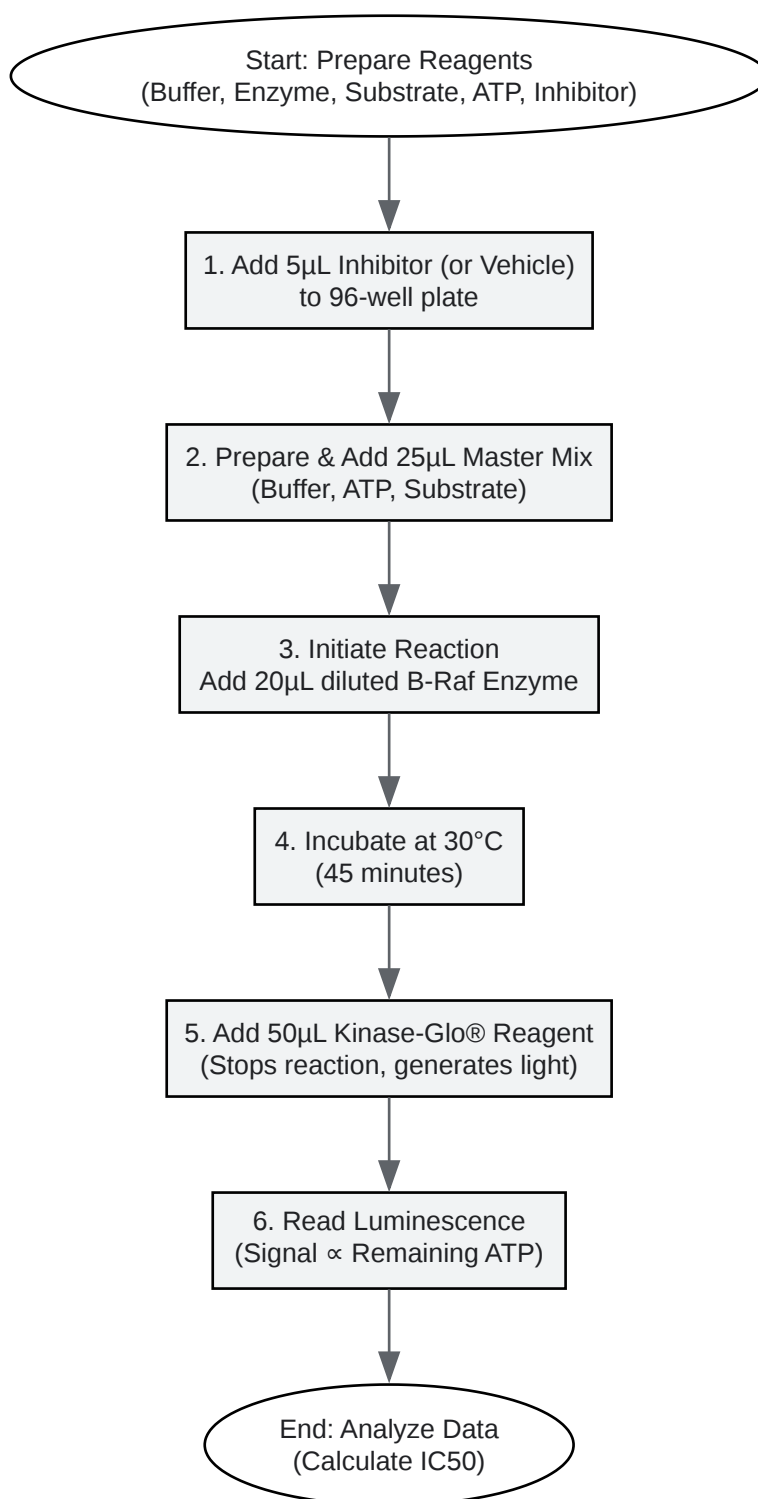 Start: Prepare Reagents
(Buffer, Enzyme, Substrate, ATP, Inhibitor)
1. Add 5µL Inhibitor (or Vehicle)
to 96-well plate
2. Prepare & Add 25µL Master Mix
(Buffer, ATP, Substrate)
3. Initiate Reaction
Add 20µL diluted B-Raf Enzyme
4. Incubate at 30°C
(45 minutes)
5. Add 50µL Kinase-Glo® Reagent
(Stops reaction, generates light)
6. Read Luminescence
(Signal ∝ Remaining ATP)
End: Analyze Data
(Calculate IC50)